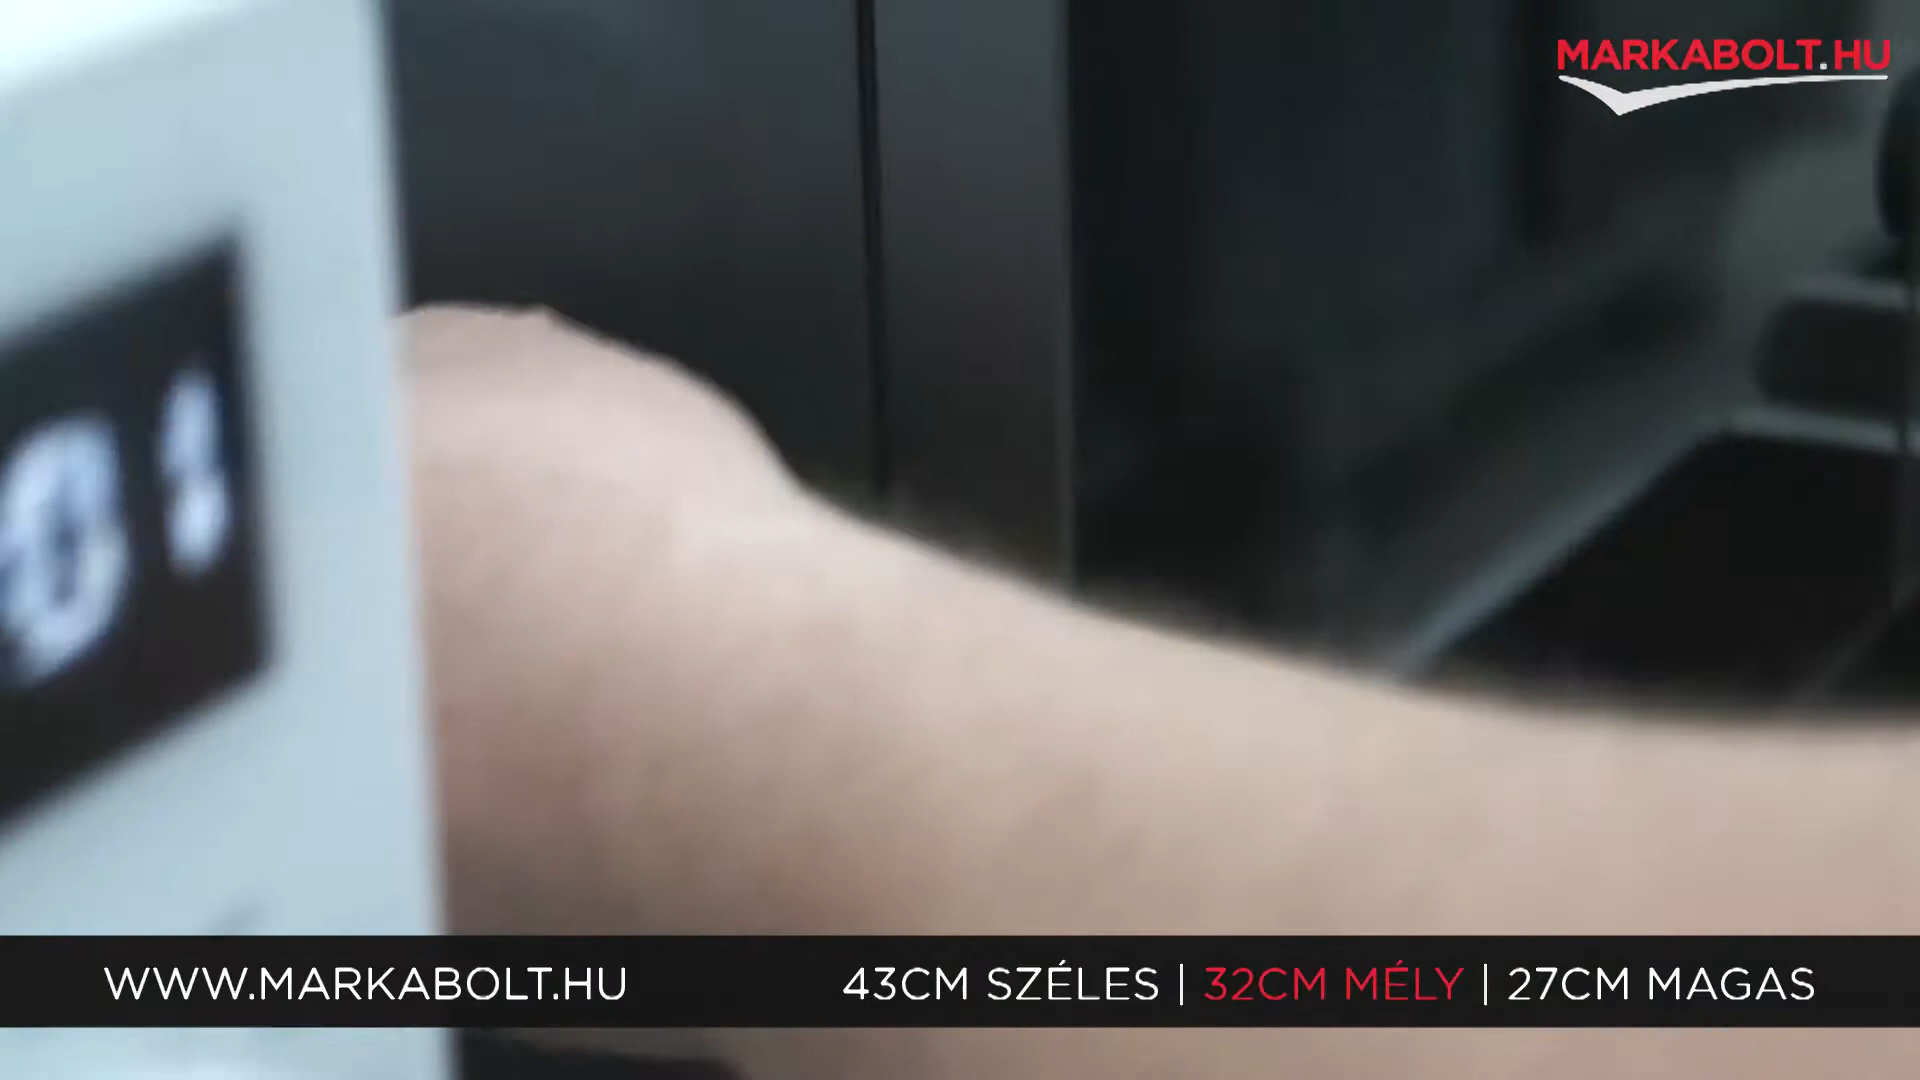 MARKABOLT.HU
WWW.MARKABOLT.HU
43CM SZÉLES | 32CM MÉLY | 27CM MAGAS